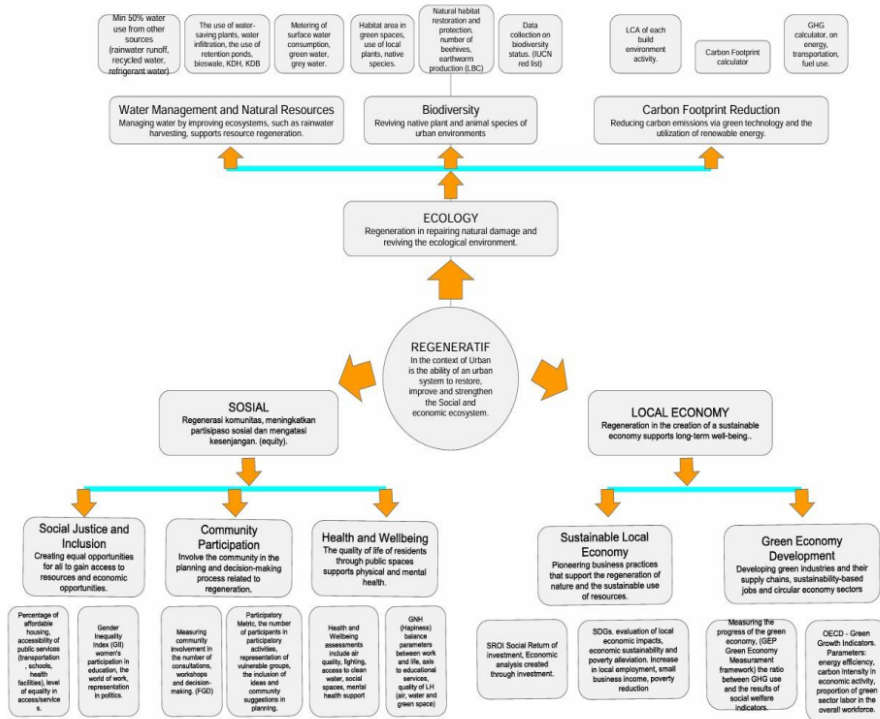 Min 50% water
use from other
sources
(rainwater runoff,
recycled water,
refrigerant water)
The use of water-
saving plants, water
infiltration, the use of
retention ponds,
bioswale, KDH, KDB
Metering of
surface water
consumption,
green water,
grey water.
Habitat area in
green spaces,
use of local
plants, native
species.
Natural habitat
restoration and
protection,
number of
beehives,
earthworm
production (LBC)
Data
collection on
biodiversity
status. (IUCN
red list)
LCA of each
build
environment
activity.
Carbon Footprint
calculator
GHG
calculator, on
energy,
transportation,
fuel use.
Water Management and Natural Resources
Managing water by improving ecosystems, such as rainwater
harvesting, supports resource regeneration.
Biodiversity
Reviving native plant and animal species of
urban environments
Carbon Footprint Reduction
Reducing carbon emissions via green technology and the
utilization of renewable energy.
ECOLOGY
Regeneration in repairing natural damage and
reviving the ecological environment.
REGENERATIF
In the context of Urban
is the ability of an urban
system to restore,
improve and strengthen
the Social and
economic ecosystem.
SOSIAL
Regenerasi komunitas, meningkatkan
partisipaso sosial dan mengatasi
kesenjangan. (equity).
LOCAL ECONOMY
Regeneration in the creation of a sustainable
economy supports long-term well-being..
Social Justice and
Inclusion
Creating equal opportunities
for all to gain access to
resources and economic
opportunities.
Community
Participation
Involve the community in the
planning and decision-making
process related to
regeneration.
Health and Wellbeing
The quality of life of residents
through public spaces
supports physical and mental
health.
Sustainable Local
Economy
Pioneering business practices
that support the regeneration of
nature and the sustainable use
of resources.
Green Economy
Development
Developing green industries and their
supply chains, sustainability-based
jobs and circular economy sectors
Percentage of
affordable
housing,
accessibility of
public services
(transportation
, schools,
health
facilities), level
of equality in
access/service
s.
Gender
Inequality
Index (GII)
women's
participation in
education, the
world of work,
representation
in politics.
Measuring
community
involvement in the
number of
consultations,
workshops and
decision-
making. (FGD)
Participatory
Metric, the number
of participants in
participatory
activities,
representation of
vulnerable groups,
the inclusion of
ideas and
community
suggestions in
planning.
Health and
Wellbeing
assessments
include air
quality, lighting,
access to clean
water, social
spaces, mental
health support
GNH
(Hapiness)
balance
parameters
between work
and life, axis to
educational
services,
quality of LH
(air, water and
green space)
SROI Social Return of
investment, Economic
analysis created
through investment.
SDGs. evaluation of local
economic impacts,
economic sustainability and
poverty alleviation. Increase
in local employment, small
business income, poverty
reduction
Measuring the
progress of the green
economy, (GEP
Green Economy
Measurament
framework) the ratio
between GHG use
and the results of
social welfare
indicators.
OECD - Green
Growth Indicators.
Parameters:
energy efficiency,
carbon Intensity in
economic activity,
proportion of green
sector labor in the
overall workforce.